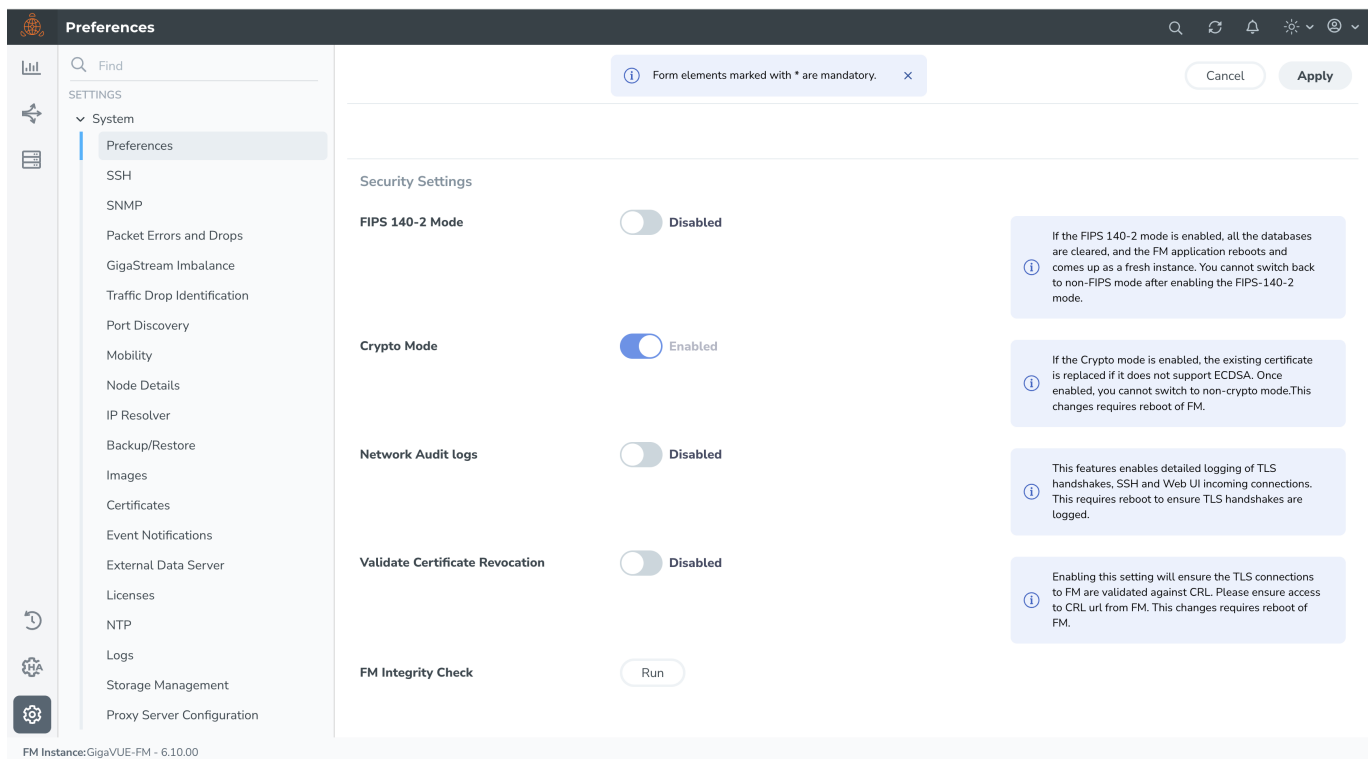 Preferences
Find
Form elements marked with * are mandatory.
Cancel
Apply
SETTINGS
System
Preferences
SSH
SNMP
Packet Errors and Drops
GigaStream Imbalance
Traffic Drop Identification
Port Discovery
Mobility
Node Details
IP Resolver
Backup/Restore
Images
Certificates
Event Notifications
External Data Server
Licenses
NTP
Logs
Storage Management
Proxy Server Configuration
HA
Security Settings
FIPS 140-2 Mode
Disabled
If the FIPS 140-2 mode is enabled, all the databases
are cleared, and the FM application reboots and
comes up as a fresh instance. You cannot switch back
to non-FIPS mode after enabling the FIPS-140-2
mode.
Crypto Mode
Enabled
If the Crypto mode is enabled, the existing certificate
is replaced if it does not support ECDSA. Once
enabled, you cannot switch to non-crypto mode.This
changes requires reboot of FM.
Network Audit logs
Disabled
This features enables detailed logging of TLS
handshakes, SSH and Web UI incoming connections.
This requires reboot to ensure TLS handshakes are
logged.
Validate Certificate Revocation
Disabled
Enabling this setting will ensure the TLS connections
to FM are validated against CRL. Please ensure access
to CRL url from FM. This changes requires reboot of
FM.
FM Integrity Check
Run
FM Instance:GigaVUE-FM - 6.10.00